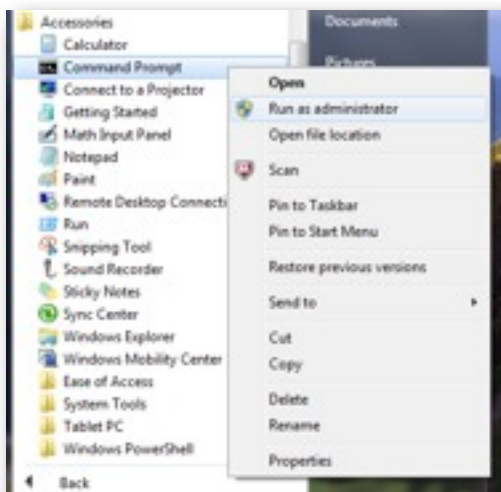 Accessories
Calculator
Command Prompt
Connect to a Projector
Getting Started
Math Input Panel
Notepad
Paint
Remote Desktop Connecti
Run
Snipping Tool
Sound Recorder
Sticky Notes
Sync Center
Windows Explorer
Windows Mobility Center
Ease of Access
System Tools
Tablet PC
Windows PowerShell
Back
Documents
Pictures
Open
Run as administrator
Open file location
Scan
Pin to Taskbar
Pin to Start Menu
Restore previous versions
Send to
Cut
Copy
Delete
Rename
Properties